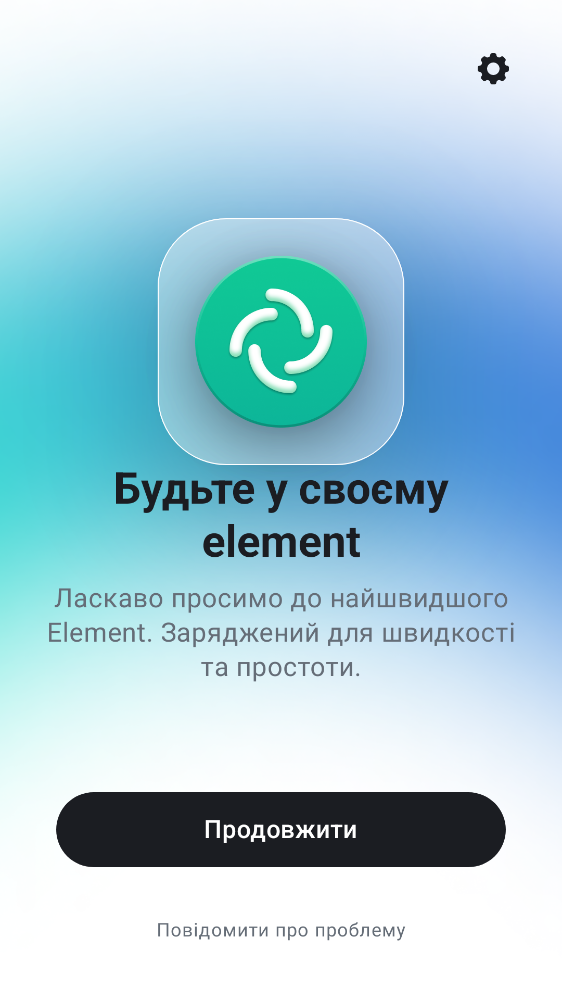 Будьте у своєму
element
Ласкаво просимо до найшвидшого
Element. Заряджений для швидкості
та простоти.
Продовжити
Повідомити про проблему